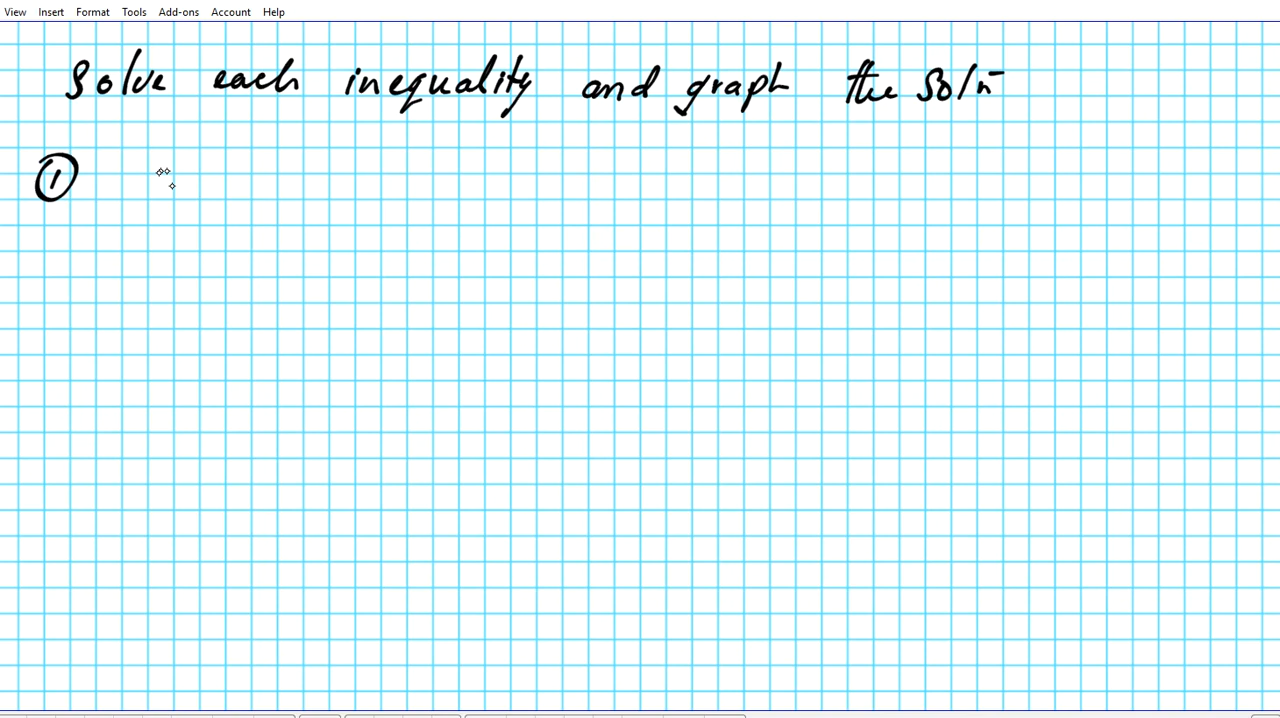 View Insert Format Tools Add-ons Account Help
Solve each inequality and graph the Soln̄
①